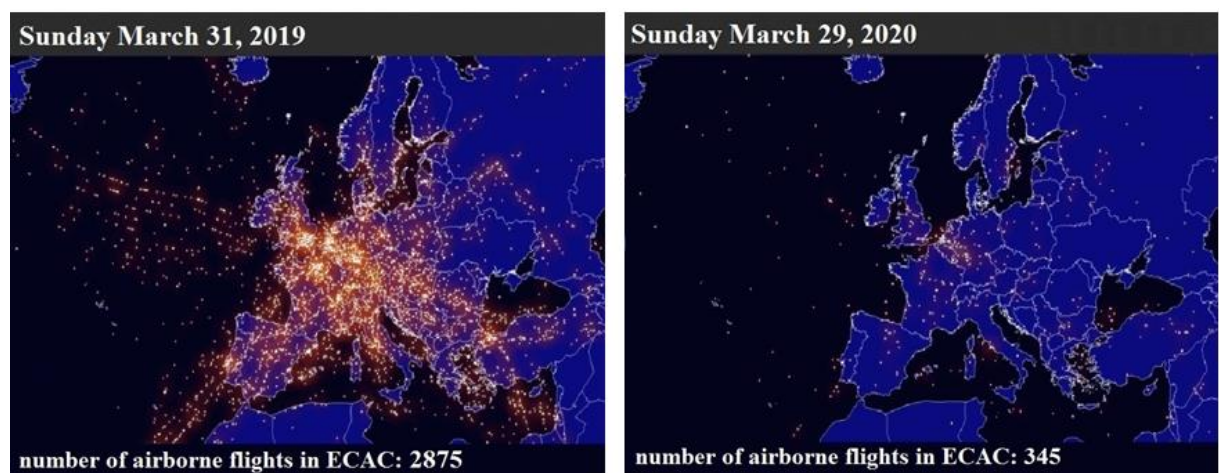 Sunday March 31, 2019
Sunday March 29, 2020
number of airborne flights in ECAC: 2875
number of airborne flights in ECAC: 345